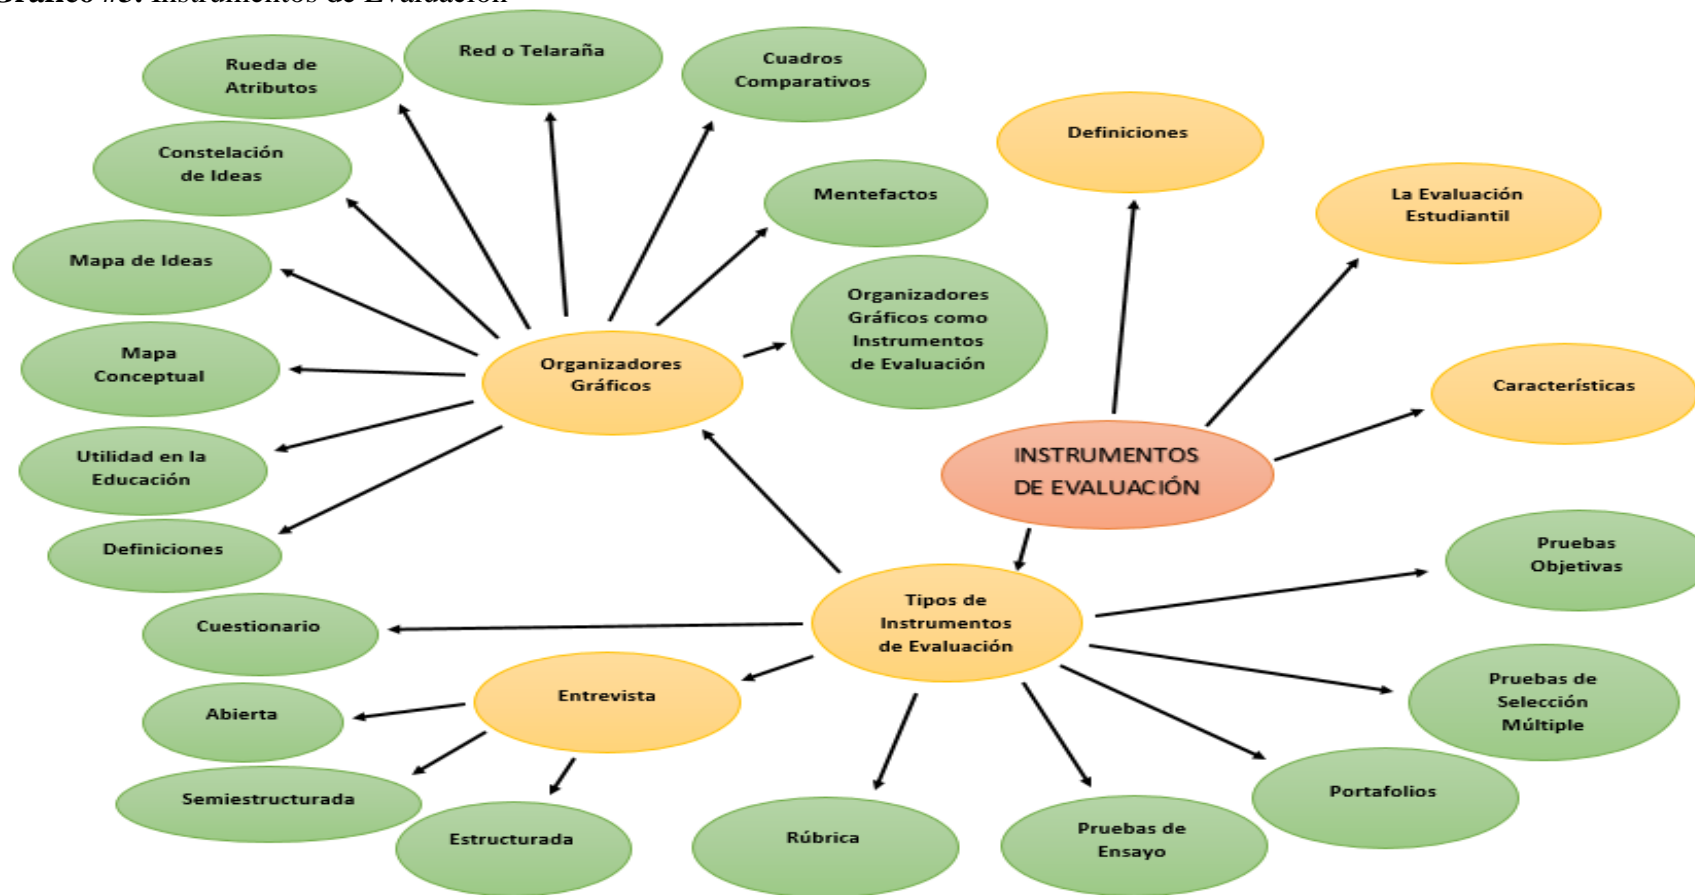 Gráfico #3. Instrumentos de Evaluación
Red o Telaraña
Cuadros
Comparativos
Rueda de
Atributos
Definiciones
Constelación
de Ideas
La Evaluación
Estudiantil
Mentefactos
Mapa de Ideas
Organizadores
Gráficos como
Instrumentos
de Evaluación
Mapa
Conceptual
Organizadores
Gráficos
Característicás
INSTRUMENTOS
DE EVALUACIÓN
Utilidad en la
Educación
Definiciones
Pruebas
Objetivas
Tipos de
Instrumentos
de Evaluación
Cuestionario
Entrevista
Pruebas de
Selección
Múltiple
Abierta
Semiestructurada
Portafolios
Estructurada
Rúbrica
Pruebas de
Ensayo